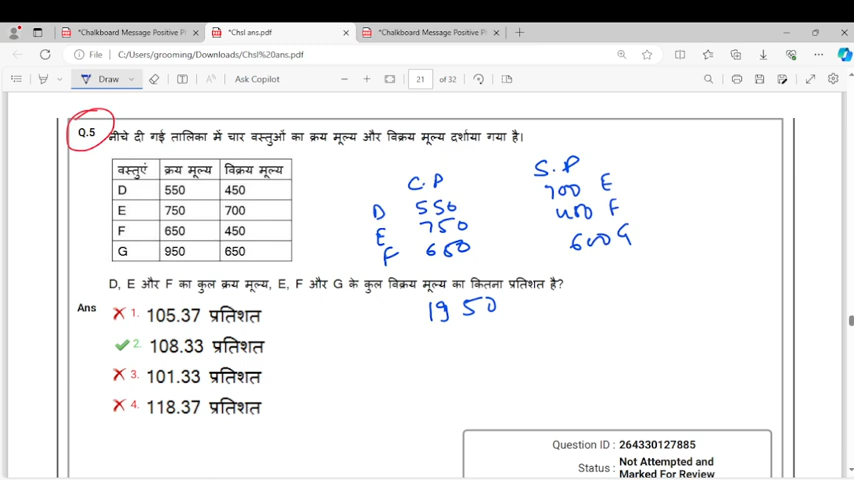 *Chalkboard Message Positive Pl
*Chsl ans.pdf
*Chalkboard Message Positive P
File C:/Users/grooming/Downloads/Chsl%20ans.pdf
Draw Ask Copilot 21 of 32
Q.5 नीचे दी गई तालिका में चार वस्तुओं का क्रय मूल्य और विक्रय मूल्य दर्शाया गया है।
वस्तुएं क्रय मूल्य विक्रय मूल्य
D 550 450
E 750 700
F 650 450
G 950 650
C.P
D 550
E 750
F 650
S.P
700 E
450 F
600 G
D, E और F का कुल क्रय मूल्य, E, F और G के कुल विक्रय मूल्य का कितना प्रतिशत है?
1950
Ans
1. 105.37 प्रतिशत
2. 108.33 प्रतिशत
3. 101.33 प्रतिशत
4. 118.37 प्रतिशत
Question ID : 264330127885
Status : Not Attempted and
Marked For Review